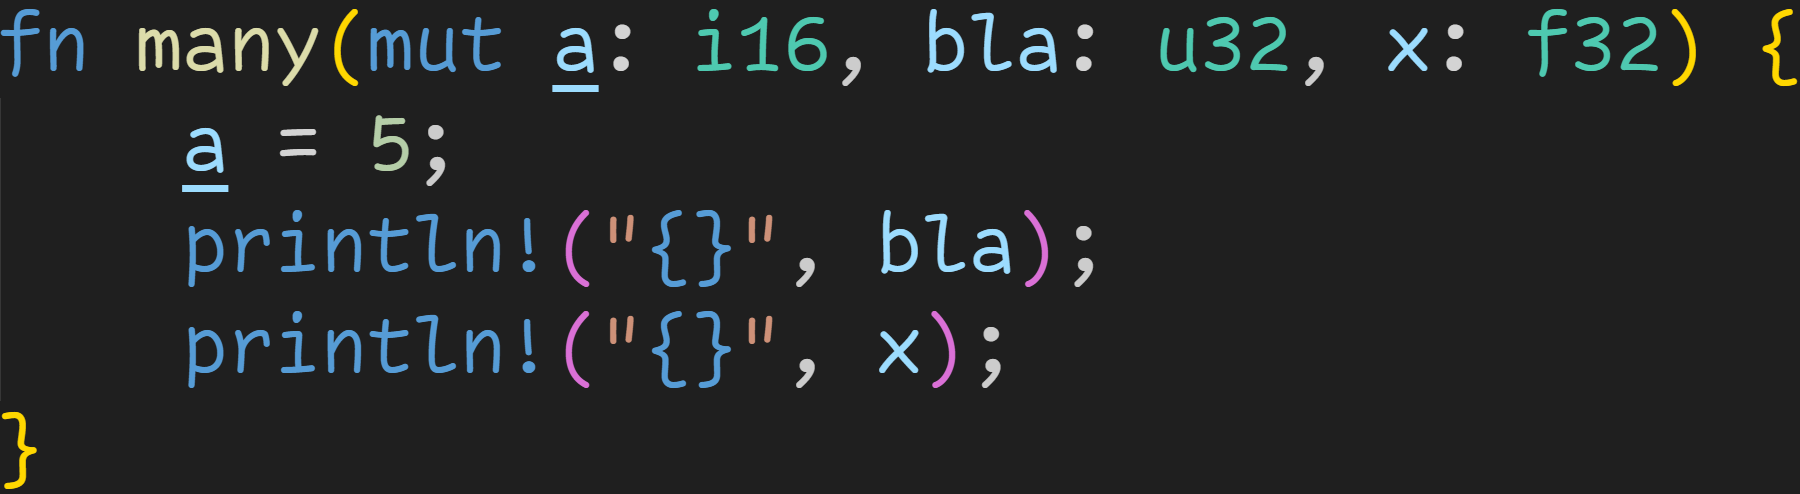 fn many(mut a: i16, bla: u32, x: f32) {
    a = 5;
    println!("{}", bla);
    println!("{}", x);
}